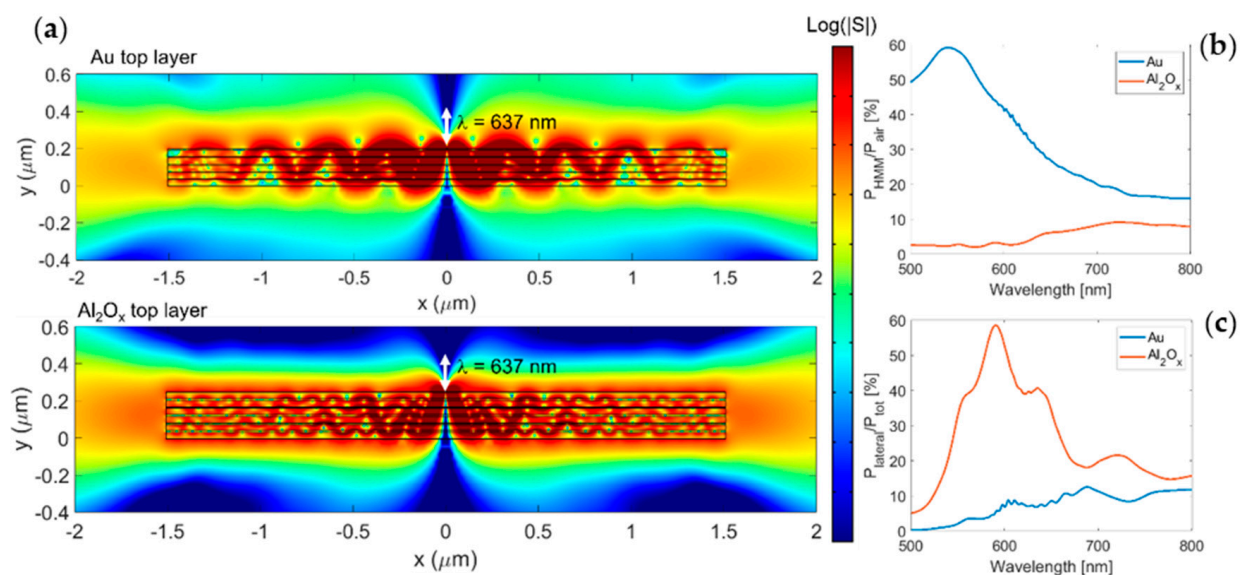 (a)
Au top layer
Log(|S|)
0.6
0.4
0.2
0
-0.2
-0.4
y (μm)
λ = 637 nm
-2 -1.5 -1 -0.5 0 0.5 1 1.5 2
x (μm)
Al₂Oₓ top layer
0.6
0.4
0.2
0
-0.2
-0.4
y (μm)
λ = 637 nm
-2 -1.5 -1 -0.5 0 0.5 1 1.5 2
x (μm)
(b)
60
50
40
30
20
10
0
P_HMM/P_air [%]
Au
Al₂Oₓ
500 600 700 800
Wavelength [nm]
(c)
60
50
40
30
20
10
0
P_lateral/P_tot [%]
Au
Al₂Oₓ
500 600 700 800
Wavelength [nm]